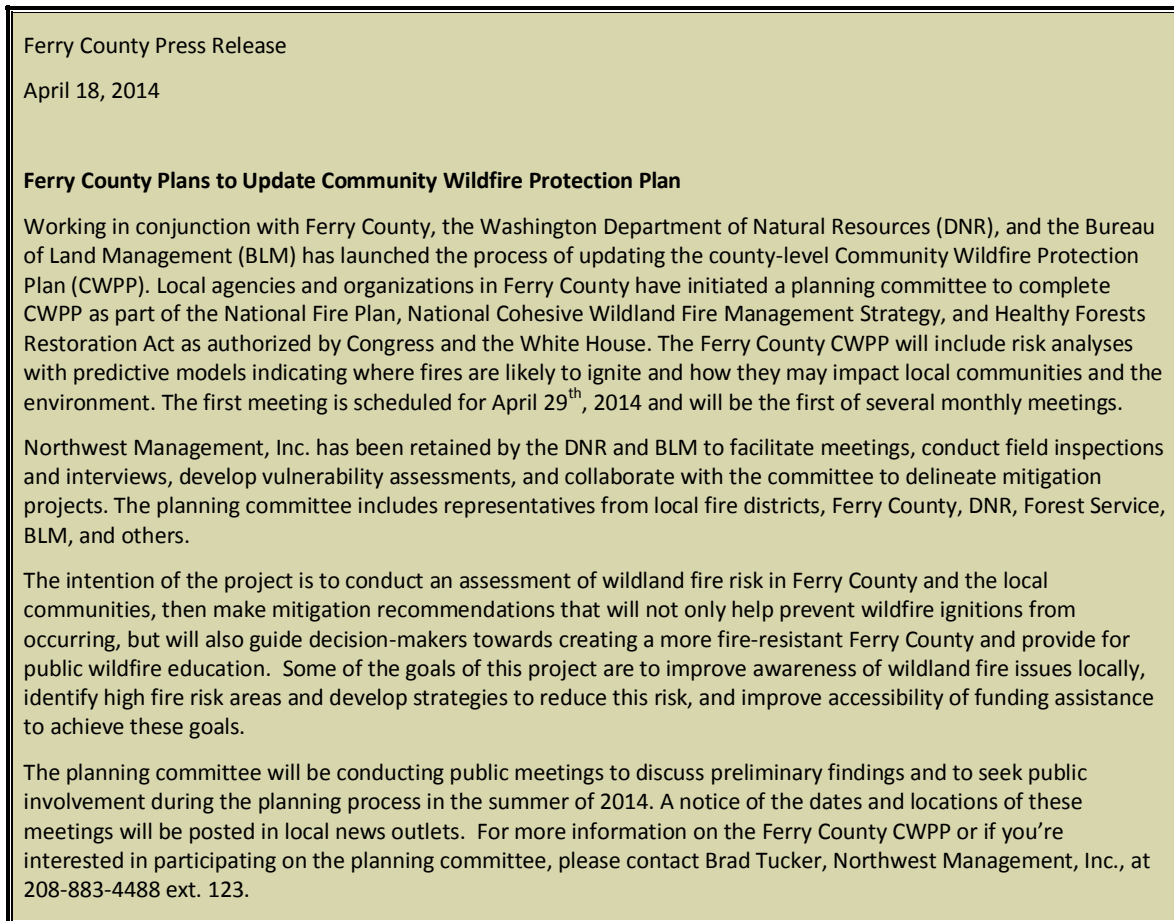 Ferry County Press Release
April 18, 2014
Ferry County Plans to Update Community Wildfire Protection Plan
Working in conjunction with Ferry County, the Washington Department of Natural Resources (DNR), and the Bureau
of Land Management (BLM) has launched the process of updating the county-level Community Wildfire Protection
Plan (CWPP). Local agencies and organizations in Ferry County have initiated a planning committee to complete
CWPP as part of the National Fire Plan, National Cohesive Wildland Fire Management Strategy, and Healthy Forests
Restoration Act as authorized by Congress and the White House. The Ferry County CWPP will include risk analyses
with predictive models indicating where fires are likely to ignite and how they may impact local communities and the
environment. The first meeting is scheduled for April 29th, 2014 and will be the first of several monthly meetings.
Northwest Management, Inc. has been retained by the DNR and BLM to facilitate meetings, conduct field inspections
and interviews, develop vulnerability assessments, and collaborate with the committee to delineate mitigation
projects. The planning committee includes representatives from local fire districts, Ferry County, DNR, Forest Service,
BLM, and others.
The intention of the project is to conduct an assessment of wildland fire risk in Ferry County and the local
communities, then make mitigation recommendations that will not only help prevent wildfire ignitions from
occurring, but will also guide decision-makers towards creating a more fire-resistant Ferry County and provide for
public wildfire education.  Some of the goals of this project are to improve awareness of wildland fire issues locally,
identify high fire risk areas and develop strategies to reduce this risk, and improve accessibility of funding assistance
to achieve these goals.
The planning committee will be conducting public meetings to discuss preliminary findings and to seek public
involvement during the planning process in the summer of 2014. A notice of the dates and locations of these
meetings will be posted in local news outlets.  For more information on the Ferry County CWPP or if you’re
interested in participating on the planning committee, please contact Brad Tucker, Northwest Management, Inc., at
208-883-4488 ext. 123.